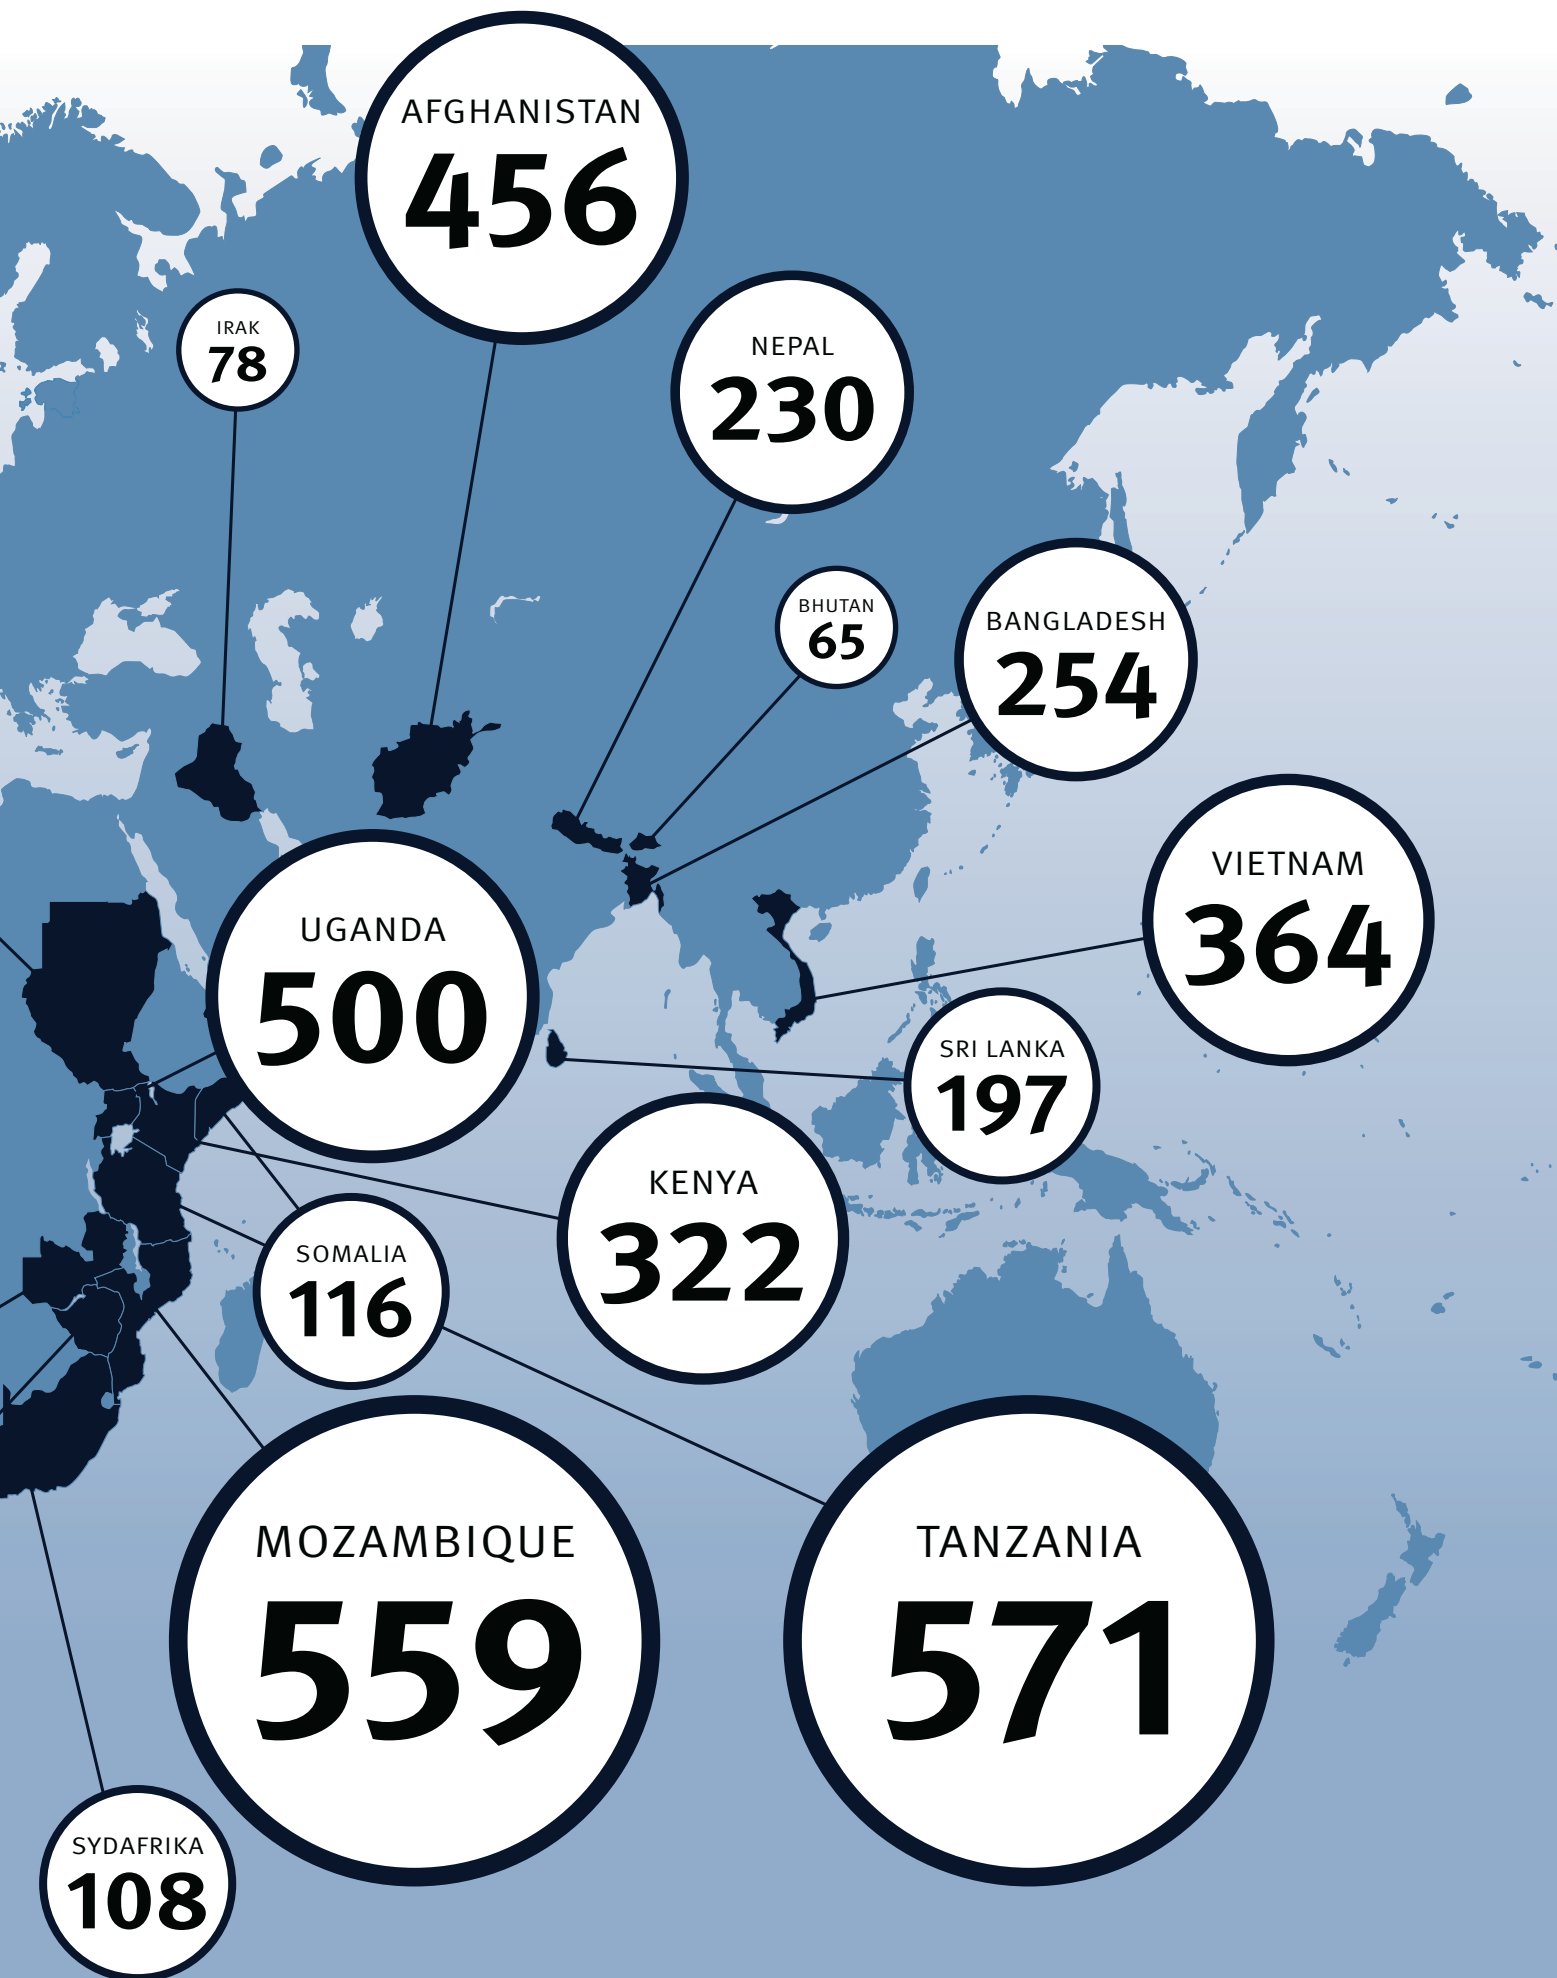 AFGHANISTAN
456
IRAK
78
NEPAL
230
BHUTAN
65
BANGLADESH
254
VIETNAM
364
UGANDA
500
SRI LANKA
197
KENYA
322
SOMALIA
116
MOZAMBIQUE
559
TANZANIA
571
SYDAFRIKA
108